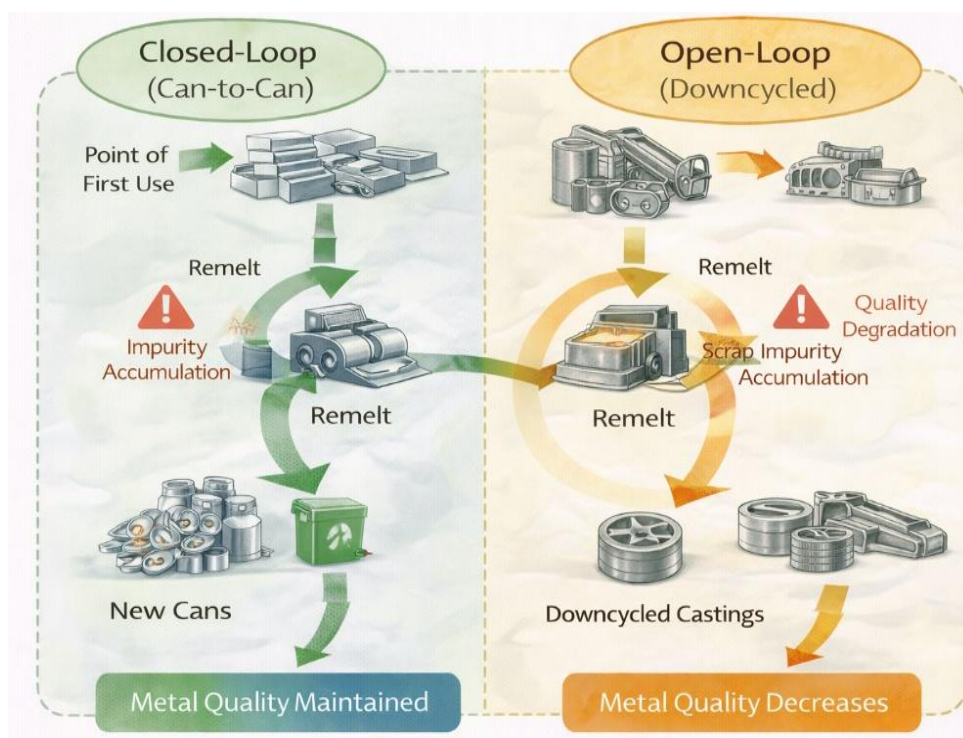 Closed-Loop
(Can-to-Can)
Point of
First Use
Remelt
Impurity
Accumulation
Remelt
New Cans
Metal Quality Maintained
Open-Loop
(Downcycled)
Remelt
Quality
Degradation
Scrap Impurity
Accumulation
Remelt
Downcycled Castings
Metal Quality Decreases